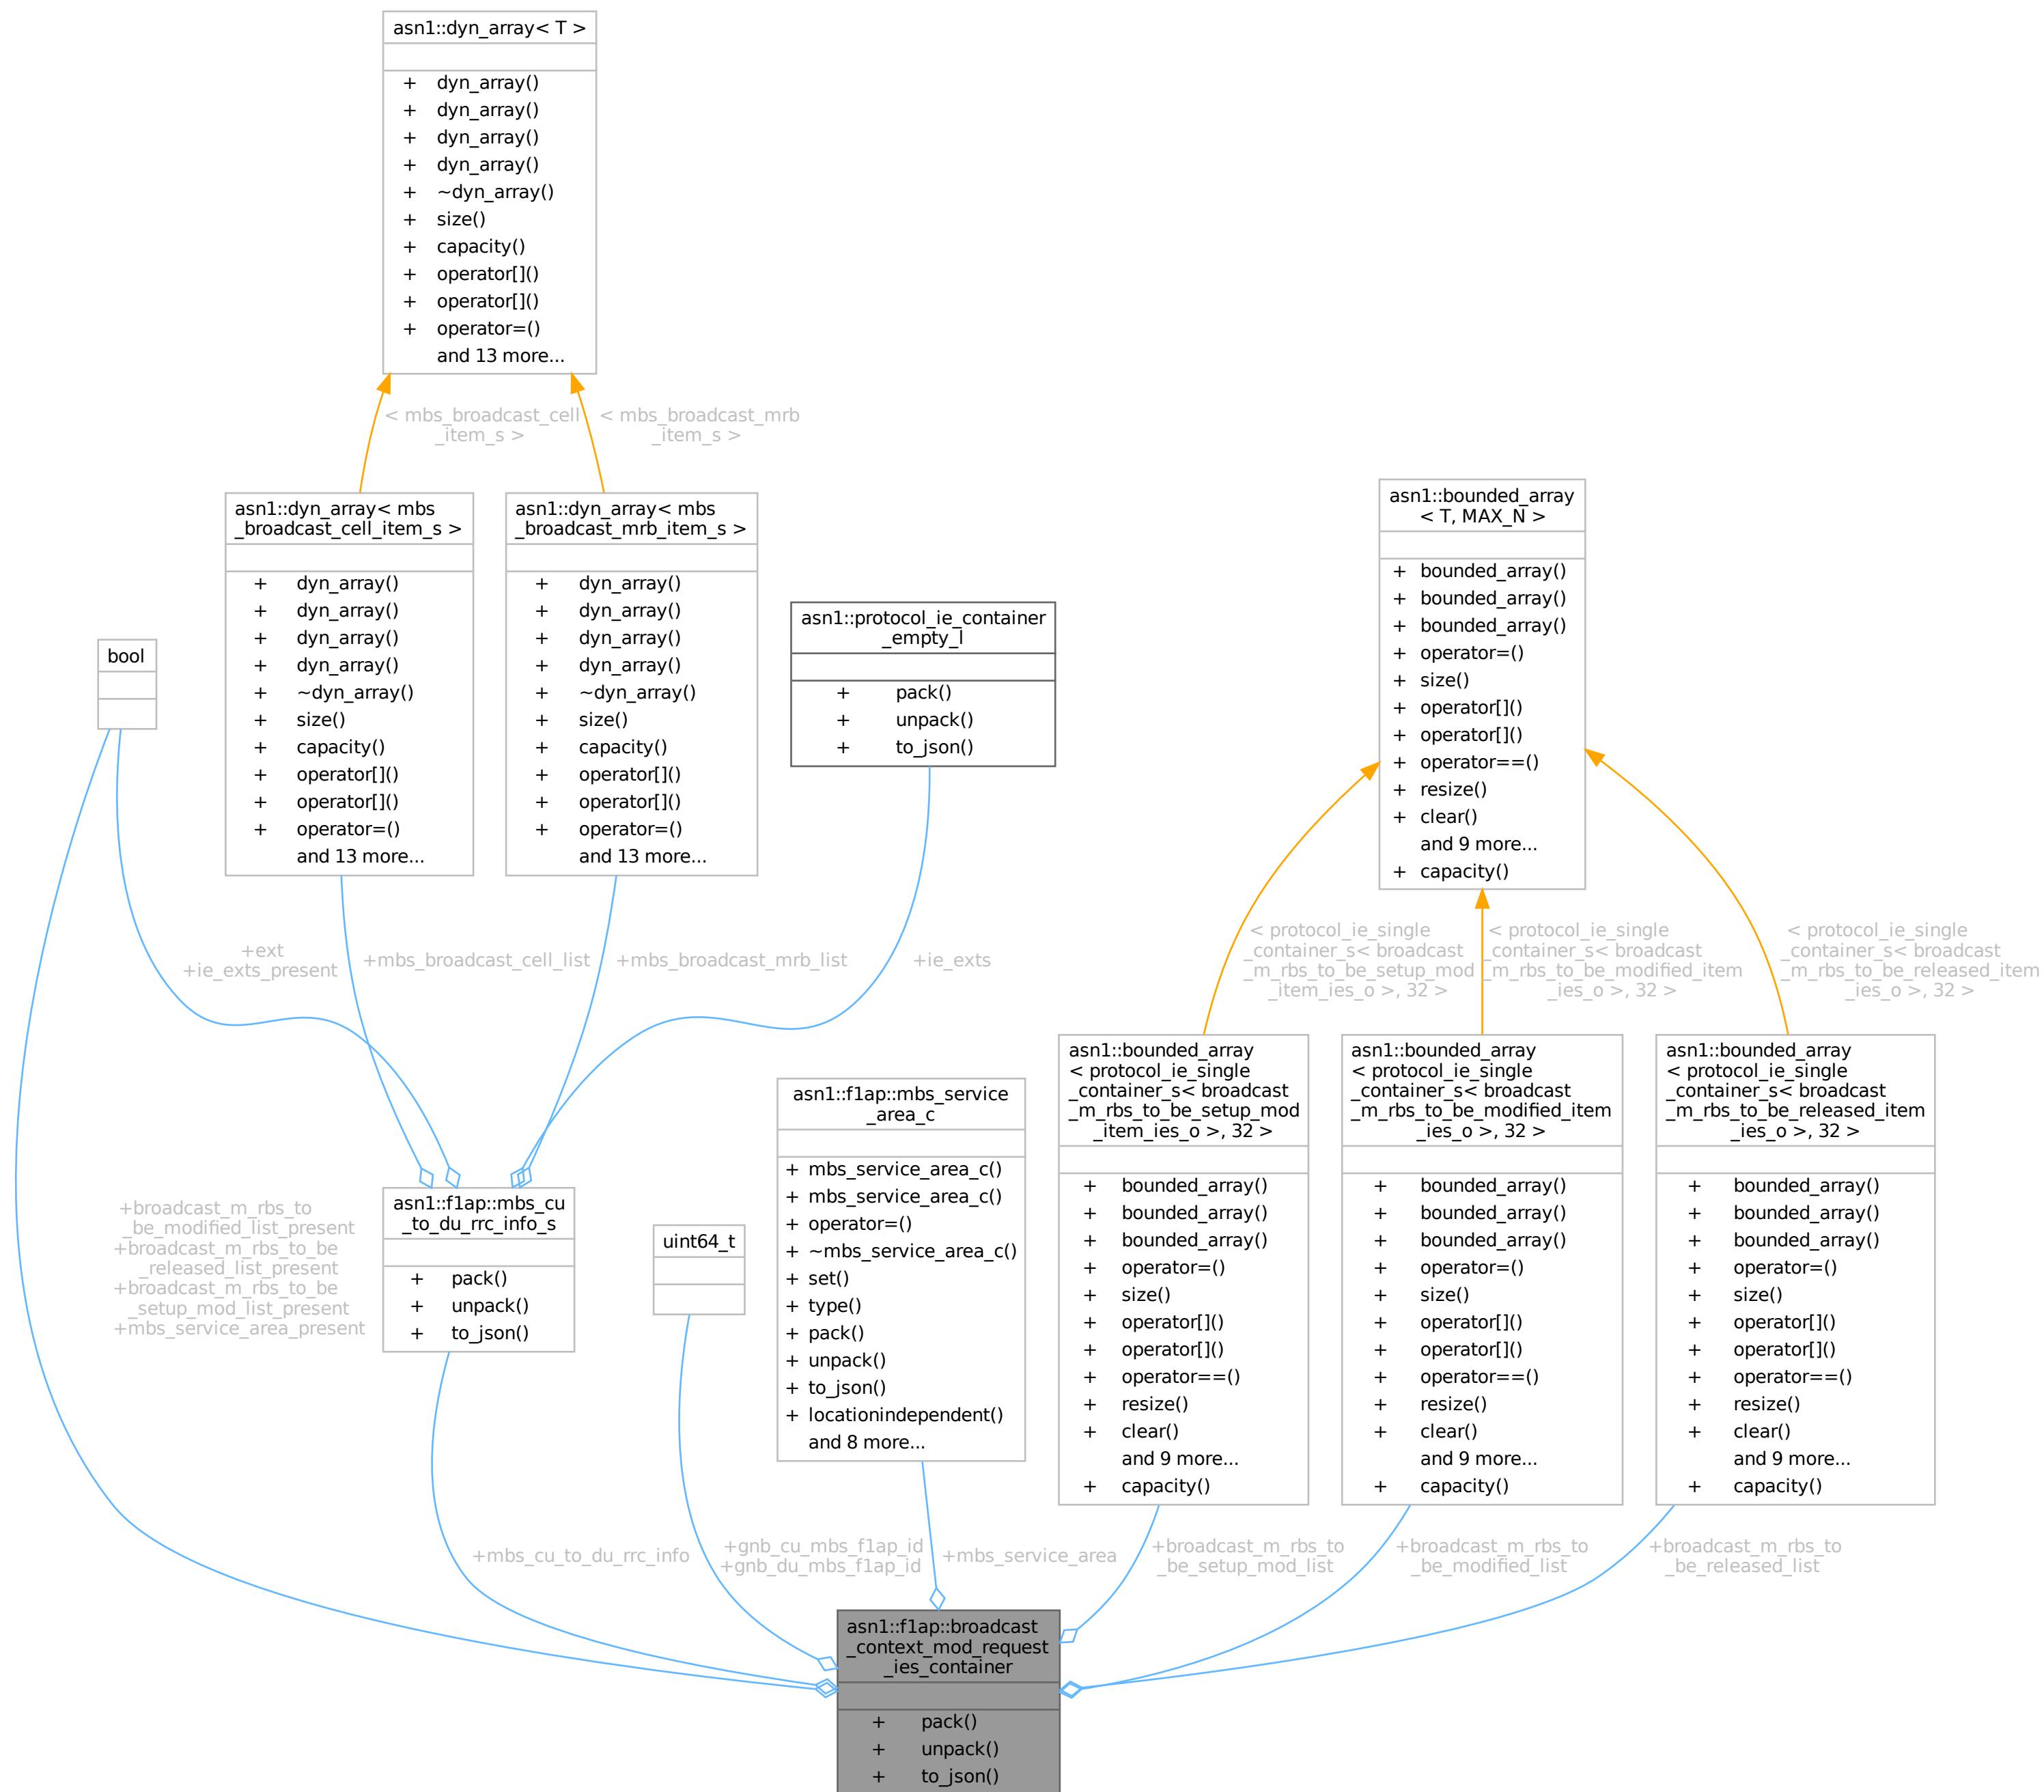 asn1::dyn_array< T >
+ dyn_array()
+ dyn_array()
+ dyn_array()
+ dyn_array()
+ ~dyn_array()
+ size()
+ capacity()
+ operator[]()
+ operator[]()
+ operator=()
and 13 more...
< mbs_broadcast_cell
_item_s >
< mbs_broadcast_mrb
_item_s >
asn1::dyn_array< mbs
_broadcast_cell_item_s >
+ dyn_array()
+ dyn_array()
+ dyn_array()
+ dyn_array()
+ ~dyn_array()
+ size()
+ capacity()
+ operator[]()
+ operator[]()
+ operator=()
and 13 more...
asn1::dyn_array< mbs
_broadcast_mrb_item_s >
+ dyn_array()
+ dyn_array()
+ dyn_array()
+ dyn_array()
+ ~dyn_array()
+ size()
+ capacity()
+ operator[]()
+ operator[]()
+ operator=()
and 13 more...
asn1::protocol_ie_container
_empty_l
+ pack()
+ unpack()
+ to_json()
bool
asn1::bounded_array
< T, MAX_N >
+ bounded_array()
+ bounded_array()
+ bounded_array()
+ operator=()
+ size()
+ operator[]()
+ operator[]()
+ operator==()
+ resize()
+ clear()
and 9 more...
+ capacity()
+ext
+ie_exts_present
+mbs_broadcast_cell_list
+mbs_broadcast_mrb_list
+ie_exts
< protocol_ie_single
_container_s< broadcast
_m_rbs_to_be_setup_mod
_item_ies_o >, 32 >
< protocol_ie_single
_container_s< broadcast
_m_rbs_to_be_modified_item
_ies_o >, 32 >
< protocol_ie_single
_container_s< broadcast
_m_rbs_to_be_released_item
_ies_o >, 32 >
+broadcast_m_rbs_to
_be_modified_list_present
+broadcast_m_rbs_to_be
_released_list_present
+broadcast_m_rbs_to_be
_setup_mod_list_present
+mbs_service_area_present
asn1::f1ap::mbs_cu
_to_du_rrc_info_s
+ pack()
+ unpack()
+ to_json()
uint64_t
asn1::f1ap::mbs_service
_area_c
+ mbs_service_area_c()
+ mbs_service_area_c()
+ operator=()
+ ~mbs_service_area_c()
+ set()
+ type()
+ pack()
+ unpack()
+ to_json()
+ locationindependent()
and 8 more...
asn1::bounded_array
< protocol_ie_single
_container_s< broadcast
_m_rbs_to_be_setup_mod
_item_ies_o >, 32 >
+ bounded_array()
+ bounded_array()
+ bounded_array()
+ operator=()
+ size()
+ operator[]()
+ operator[]()
+ operator==()
+ resize()
+ clear()
and 9 more...
+ capacity()
asn1::bounded_array
< protocol_ie_single
_container_s< broadcast
_m_rbs_to_be_modified_item
_ies_o >, 32 >
+ bounded_array()
+ bounded_array()
+ bounded_array()
+ operator=()
+ size()
+ operator[]()
+ operator[]()
+ operator==()
+ resize()
+ clear()
and 9 more...
+ capacity()
asn1::bounded_array
< protocol_ie_single
_container_s< broadcast
_m_rbs_to_be_released_item
_ies_o >, 32 >
+ bounded_array()
+ bounded_array()
+ bounded_array()
+ operator=()
+ size()
+ operator[]()
+ operator[]()
+ operator==()
+ resize()
+ clear()
and 9 more...
+ capacity()
+mbs_cu_to_du_rrc_info
+gnb_cu_mbs_f1ap_id
+gnb_du_mbs_f1ap_id
+mbs_service_area
+broadcast_m_rbs_to
_be_setup_mod_list
+broadcast_m_rbs_to
_be_modified_list
+broadcast_m_rbs_to
_be_released_list
asn1::f1ap::broadcast
_context_mod_request
_ies_container
+ pack()
+ unpack()
+ to_json()